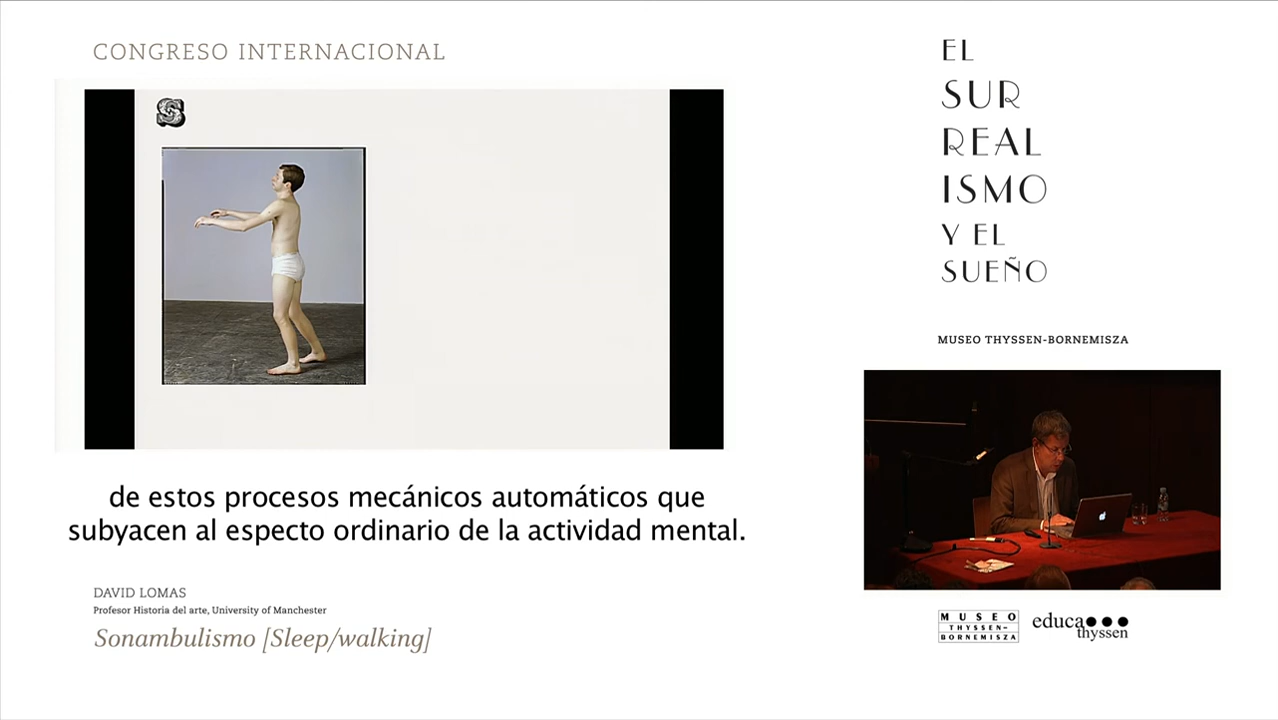 CONGRESO INTERNACIONAL
S
de estos procesos mecánicos automáticos que
subyacen al especto ordinario de la actividad mental.
DAVID LOMAS
Profesor Historia del arte, University of Manchester
Sonambulismo [Sleep/walking]
EL
SUR
REAL
ISMO
Y EL
SUEÑO
MUSEO THYSSEN-BORNEMISZA
MUSEO
THYSSEN-
BORNEMISZA
educa
thyssen